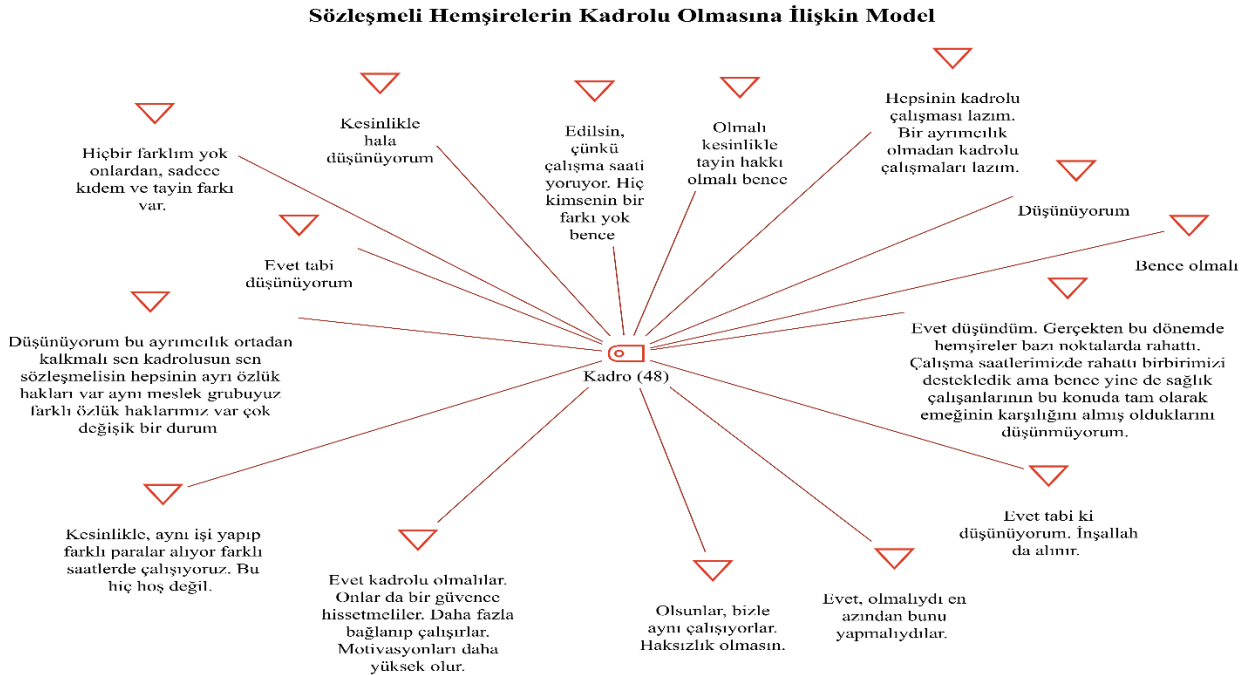 Sözleşmeli Hemşirelerin Kadrolu Olmasına İlişkin Model
Hiçbir farklım yok
onlardan, sadece
kıdem ve tayin farkı
var.
Kesinlikle
hala
düşünüyorum
Edilsin,
çünkü
çalışma saati
yoruyor. Hiç
kimsenin bir
farkı yok
bence
Olmalı
kesinlikle
tayin hakkı
olmalı bence
Hepsinin kadrolu
çalışması lazım.
Bir ayrımcılık
olmadan kadrolu
çalışmaları lazım.
Düşünüyorum
Bence olmalı
Evet tabi
düşünüyorum
Düşünüyorum bu ayrımcılık ortadan
kalkmalı sen kadrolusun sen
sözleşmelisin hepsinin ayrı özlük
hakları var aynı meslek grubuyuz
farklı özlük haklarımız var çok
değişik bir durum
Kadro (48)
Evet düşündüm. Gerçekten bu dönemde
hemşireler bazı noktalarda rahattı.
Çalışma saatlerimizde rahattı birbirimizi
destekledik ama bence yine de sağlık
çalışanlarının bu konuda tam olarak
emeğinin karşılığını almış olduklarını
düşünmüyorum.
Kesinlikle, aynı işi yapıp
farklı paralar alıyor farklı
saatlerde çalışıyoruz. Bu
hiç hoş değil.
Evet kadrolu olmalılar.
Onlar da bir güvence
hissetmeliler. Daha fazla
bağlanıp çalışırlar.
Motivasyonları daha
yüksek olur.
Olsunlar, bizle
aynı çalışıyorlar.
Haksızlık olmasın.
Evet, olmalıydı en
azından bunu
yapmalıydılar.
Evet tabi ki
düşünüyorum. İnşallah
da alınır.